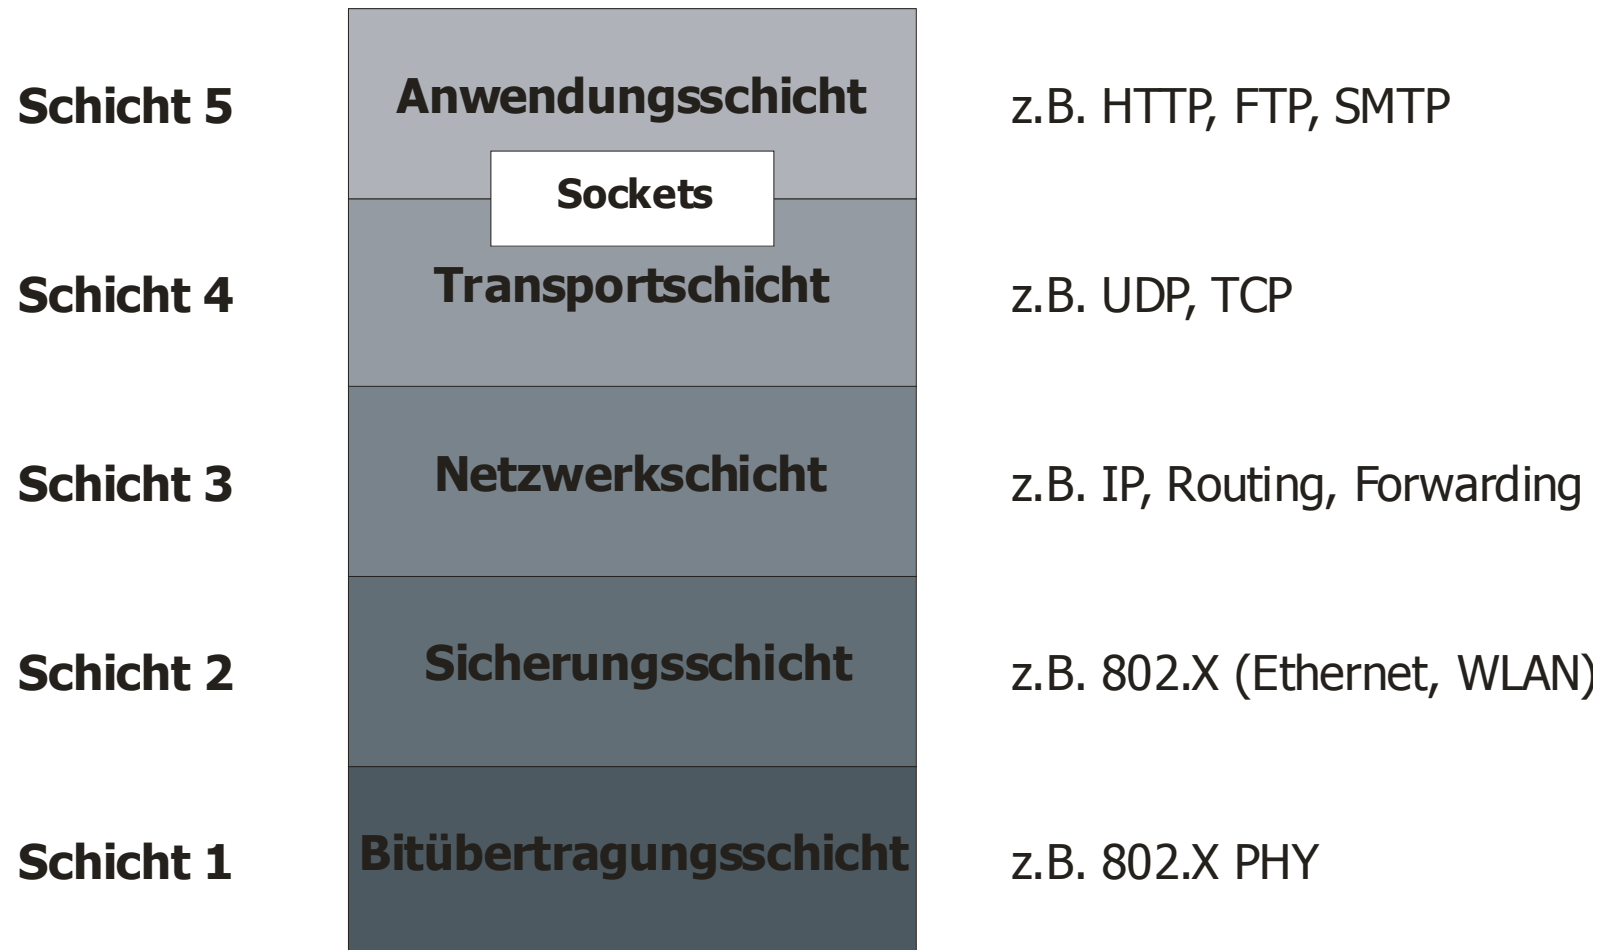 Schicht 5 Anwendungsschicht z.B. HTTP, FTP, SMTP
Sockets
Schicht 4 Transportschicht z.B. UDP, TCP
Schicht 3 Netzwerkschicht z.B. IP, Routing, Forwarding
Schicht 2 Sicherungsschicht z.B. 802.X (Ethernet, WLAN)
Schicht 1 Bitübertragungsschicht z.B. 802.X PHY